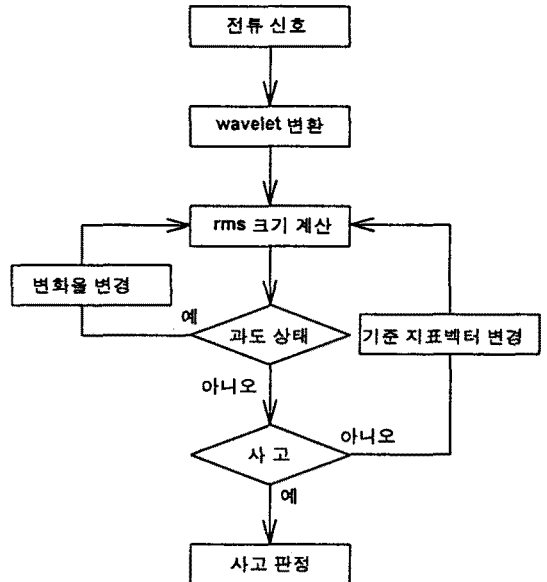 전류 신호
wavelet 변환
rms 크기 계산
변화율 변경
예
과도 상태
기준 지표벡터 변경
아니오
아니오
사 고
예
사고 판정